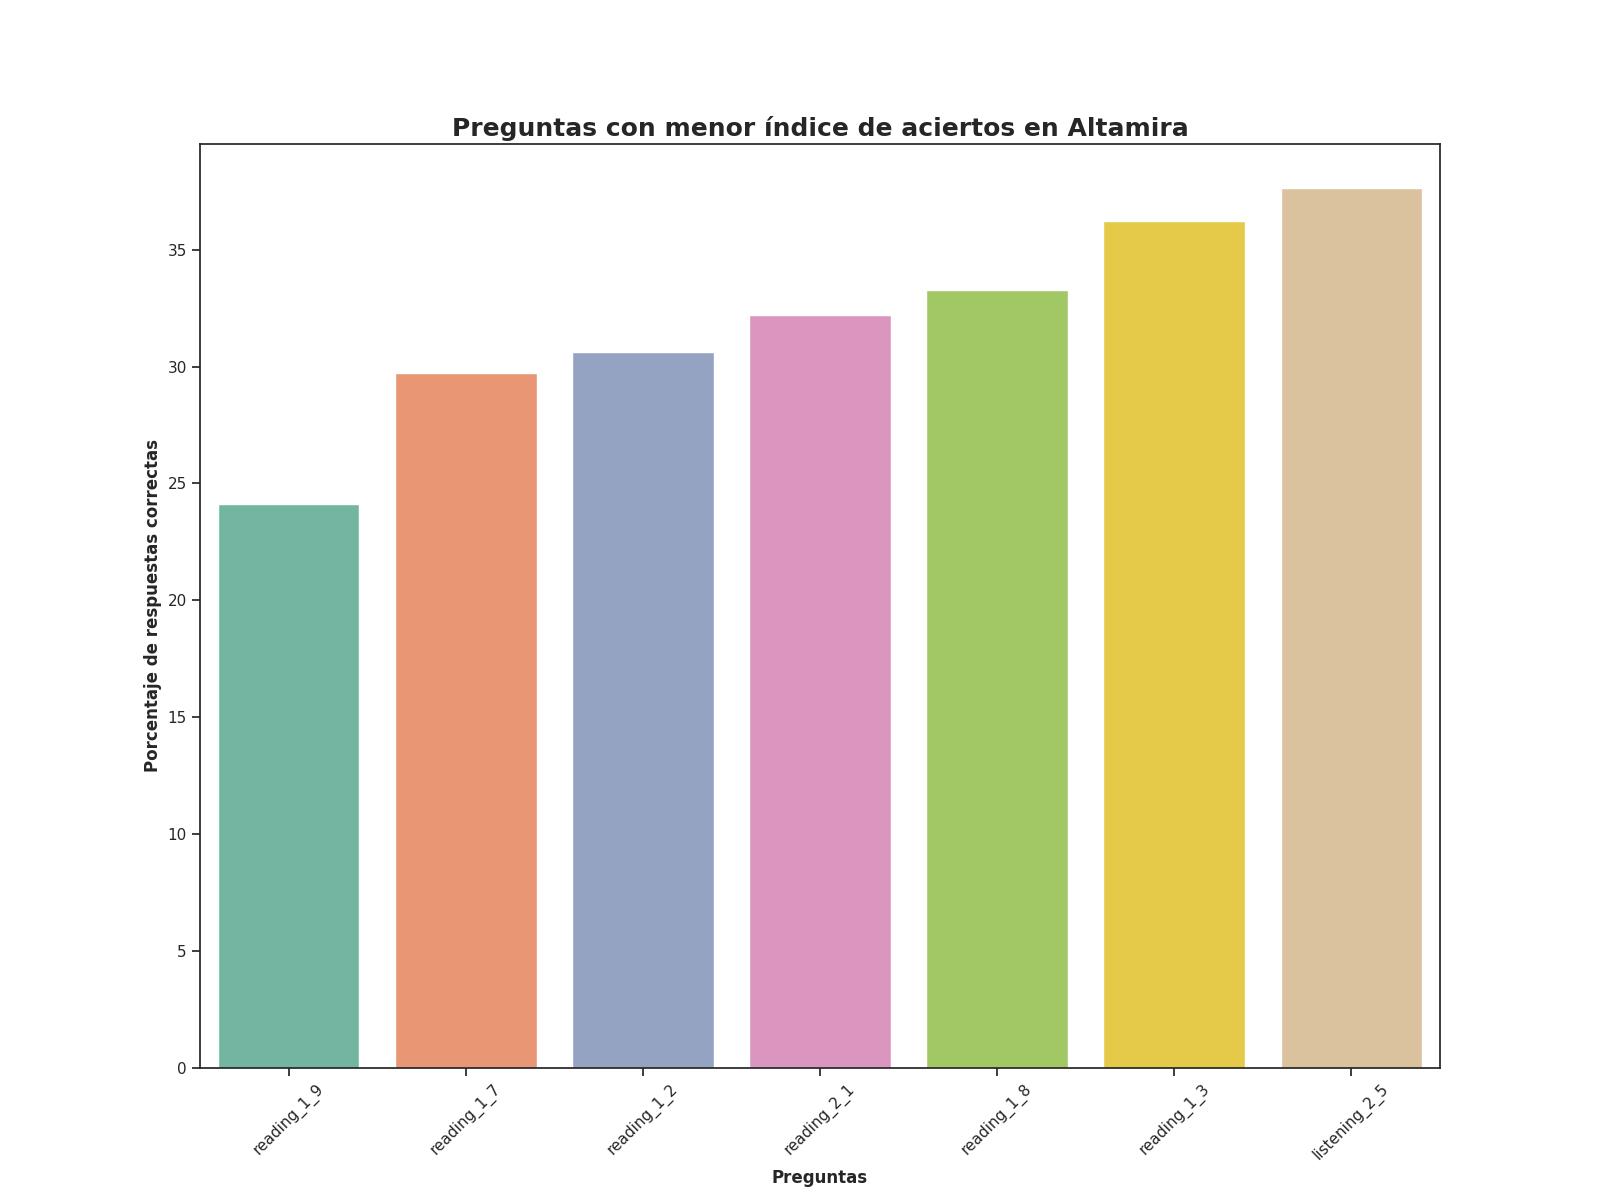 Preguntas con menor índice de aciertos en Altamira
Porcentaje de respuestas correctas
35
30
25
20
15
10
5
0
reading_1_9
reading_1_7
reading_1_2
reading_2_1
reading_1_8
reading_1_3
listening_2_5
Preguntas